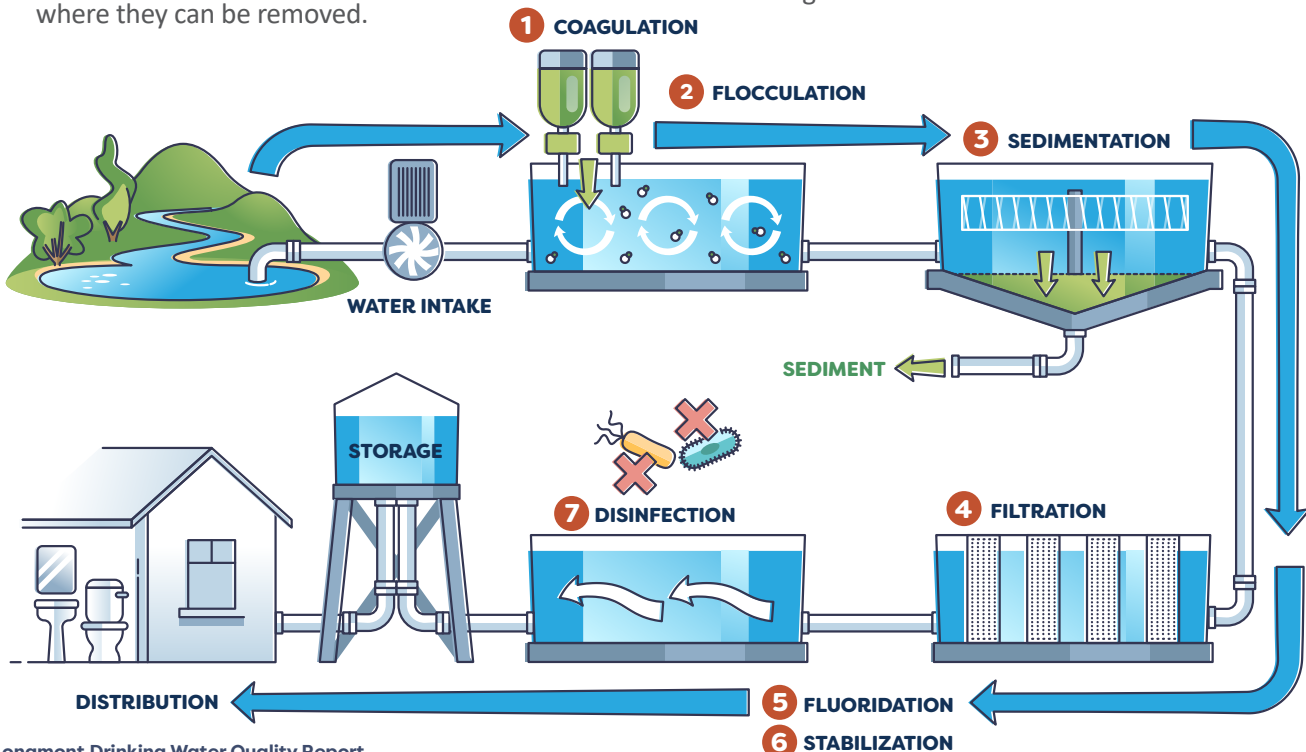 where they can be removed.
1 COAGULATION
2 FLOCCULATION
3 SEDIMENTATION
WATER INTAKE
SEDIMENT
STORAGE
7 DISINFECTION
4 FILTRATION
DISTRIBUTION
5 FLUORIDATION
6 STABILIZATION
Drinking Water Quality Report